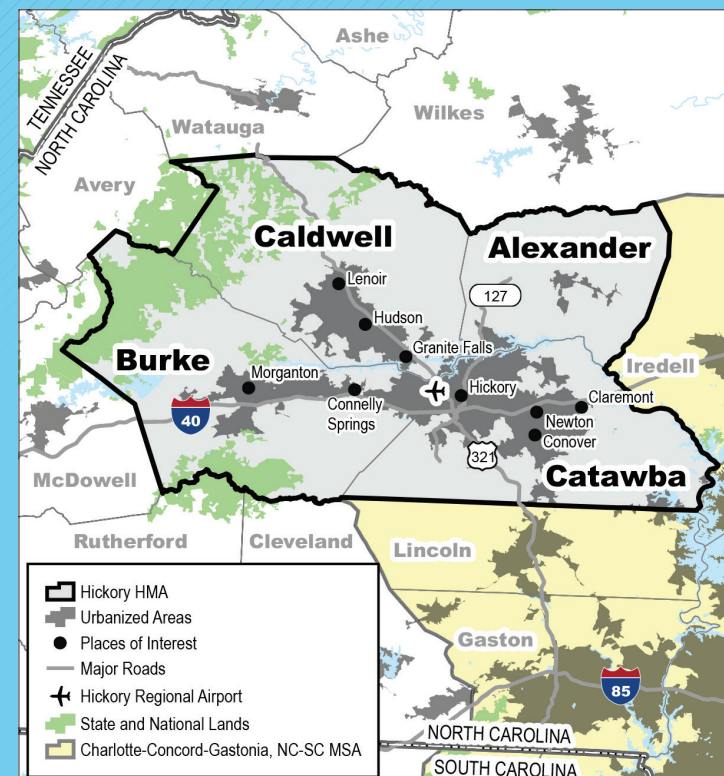 Ashe
TENNESSEE
NORTH CAROLINA
Wilkes
Watauga
Avery
Caldwell
Alexander
Lenoir
127
Hudson
Granite Falls
Iredell
Burke
Morganton
Hickory
Claremont
Connelly
Springs
Newton
40
Conover
321
McDowell
Catawba
Rutherford
Cleveland
Lincoln
Hickory HMA
Urbanized Areas
Places of Interest
Major Roads
Hickory Regional Airport
State and National Lands
Charlotte-Concord-Gastonia, NC-SC MSA
Gaston
85
NORTH CAROLINA
SOUTH CAROLINA